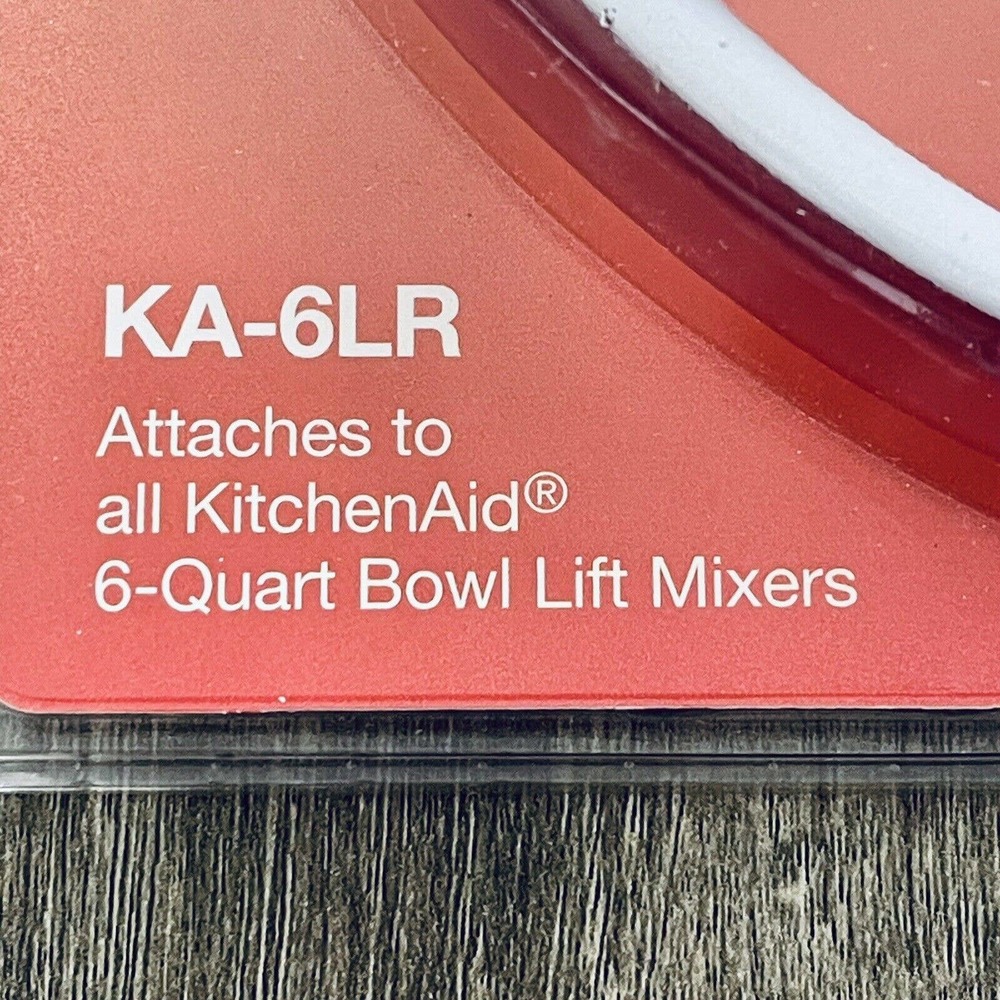 KA-6LR
Attaches to
all KitchenAid®
6-Quart Bowl Lift Mixers